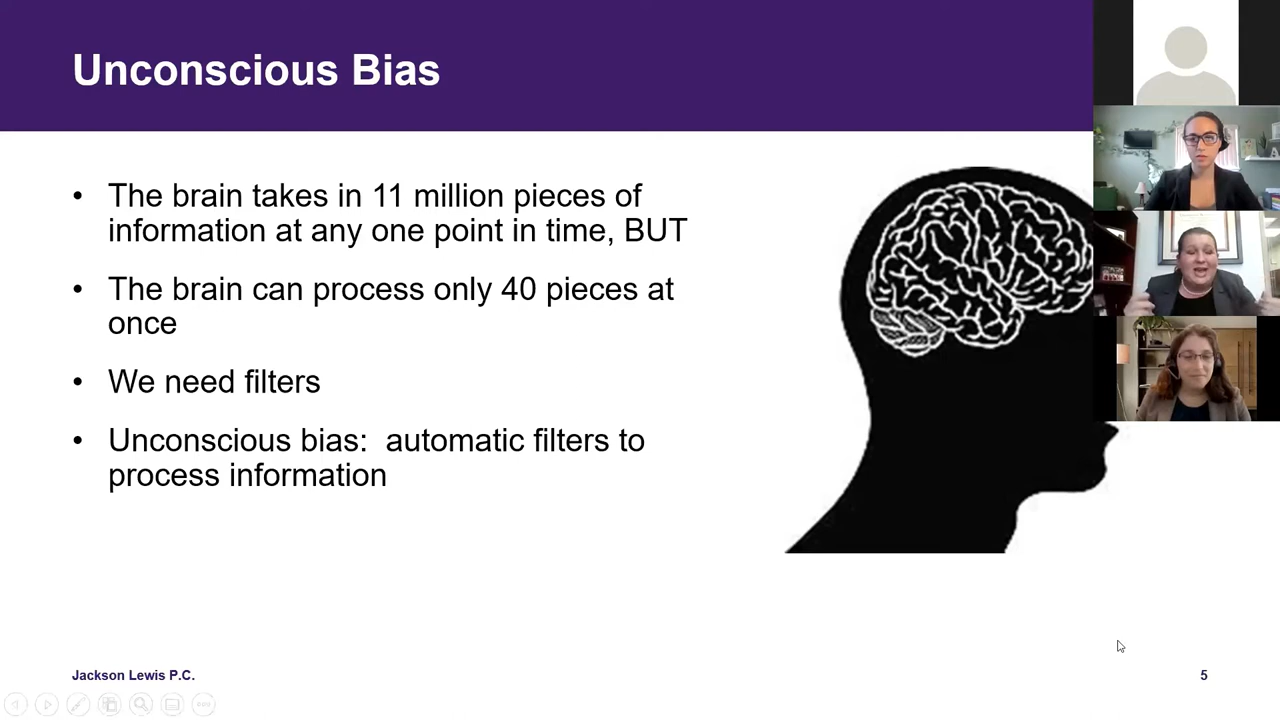 Unconscious Bias
• The brain takes in 11 million pieces of
information at any one point in time, BUT
• The brain can process only 40 pieces at
once
• We need filters
• Unconscious bias:  automatic filters to
process information
Jackson Lewis P.C.
5